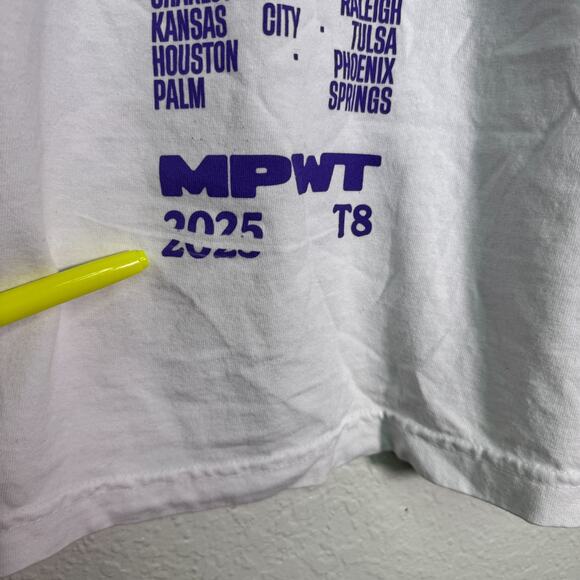 RALEIGH
KANSAS CITY · TULSA
HOUSTON · PHOENIX
PALM SPRINGS
MPWT
2025 T8